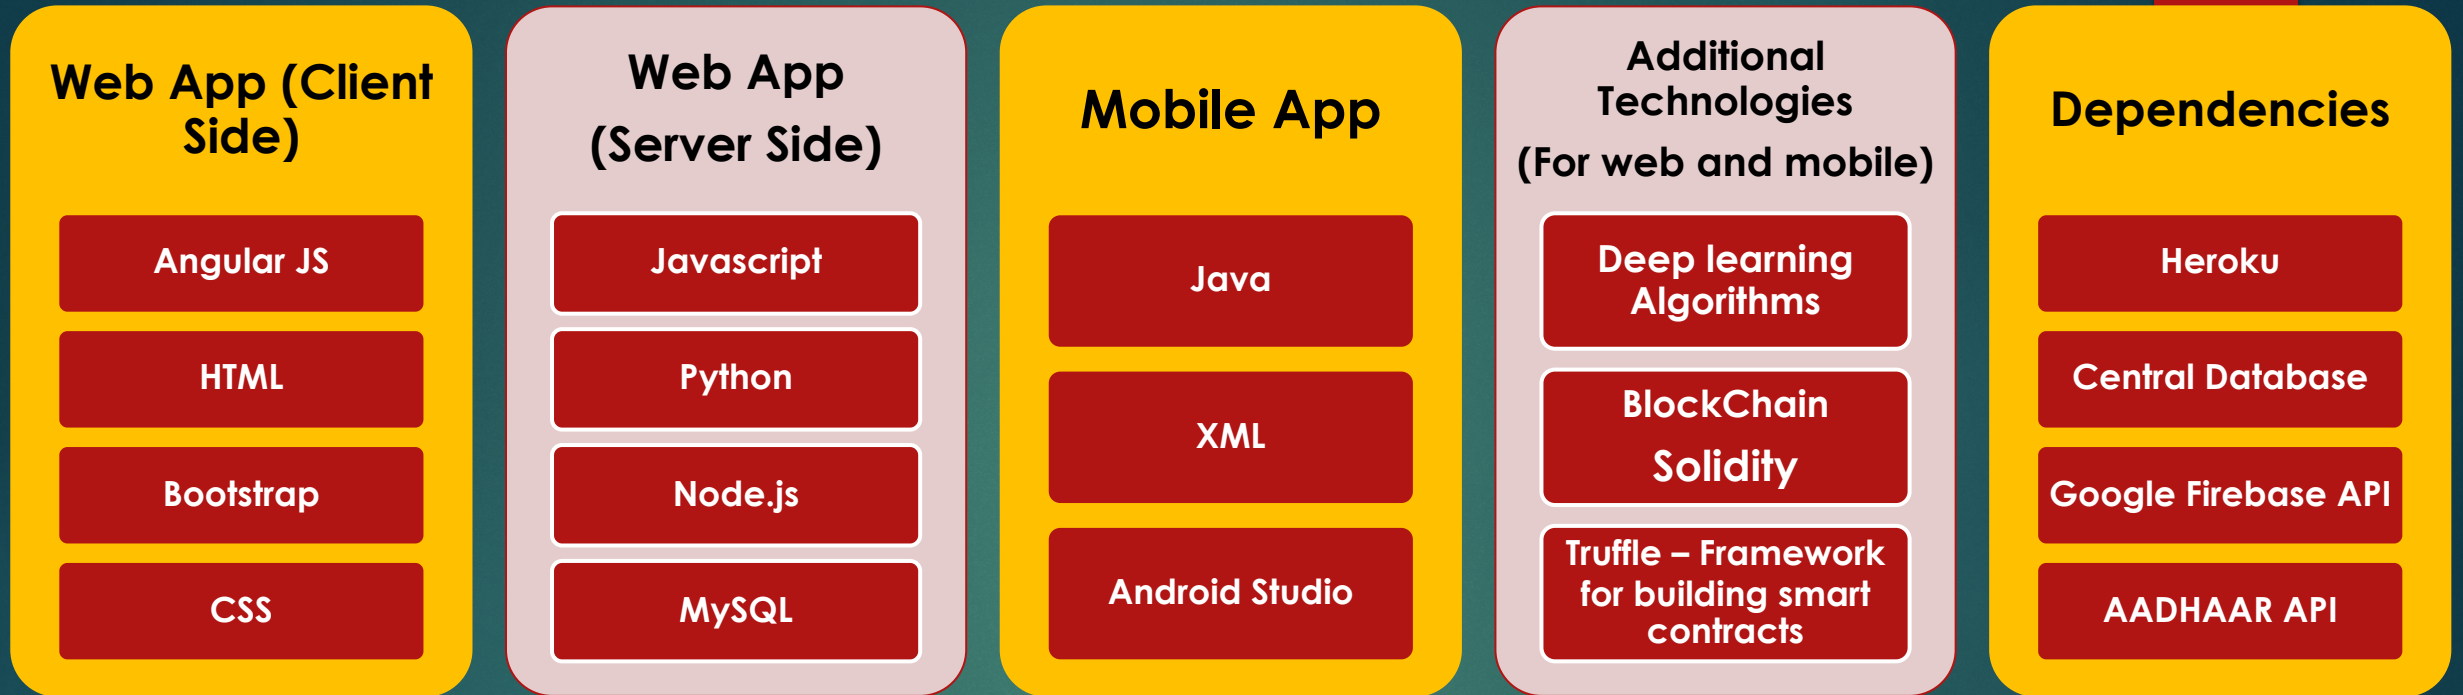 Web App (Client
Side)
Angular JS
HTML
Bootstrap
CSS
Web App
(Server Side)
Javascript
Python
Node.js
MySQL
Mobile App
Java
XML
Android Studio
Additional
Technologies
(For web and mobile)
Deep learning
Algorithms
BlockChain
Solidity
Truffle – Framework
for building smart
contracts
Dependencies
Heroku
Central Database
Google Firebase API
AADHAAR API